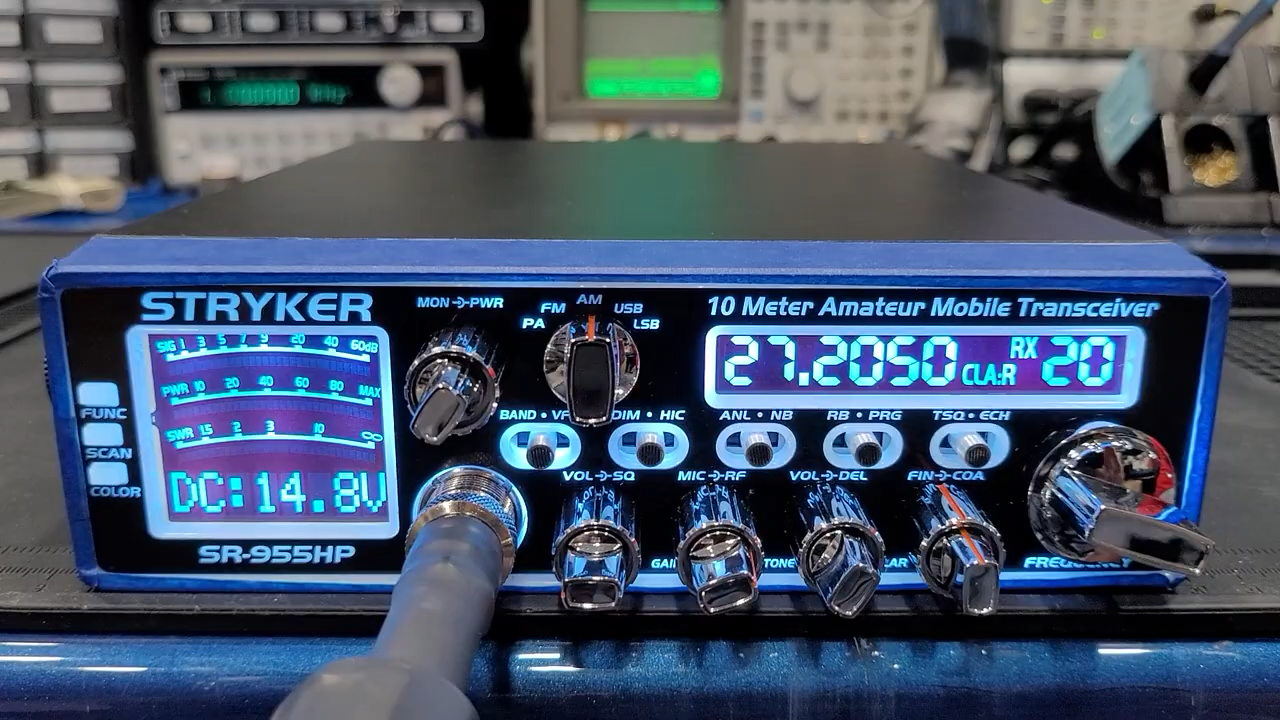 STRYKER
SIG 1 3 5 7 9 20 40 60dB
PWR 10 20 40 60 80 MAX
SWR 1.5 2 3 10 ∞
DC:14.8V
SR-955HP
FUNC
SCAN
COLOR
MON PWR
PA FM AM USB LSB
10 Meter Amateur Mobile Transceiver
27.2050 CLA:R RX 20
BAND • VF
DIM • HIC
ANL • NB
RB • PRG
TSQ • ECH
VOL SQ
MIC RF
VOL DEL
FIN COA
TONE
FREQUENCY